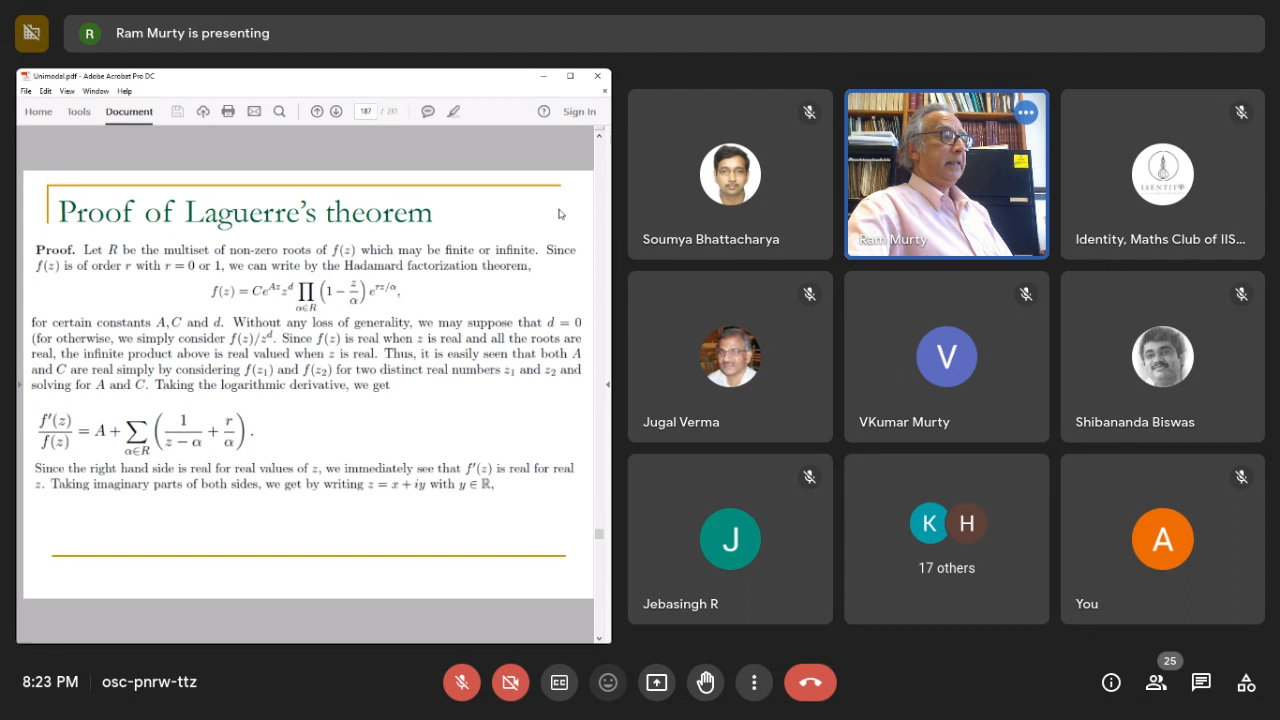 R Ram Murty is presenting
Unimodal.pdf - Adobe Acrobat Pro DC
File Edit View Window Help
Home Tools Document 187 / 281 Sign In
Proof of Laguerre's theorem
Proof. Let R be the multiset of non-zero roots of f(z) which may be finite or infinite. Since
f(z) is of order r with r = 0 or 1, we can write by the Hadamard factorization theorem,
f(z) = Ce^{Az} z^d ∏_{α∈R} (1 − z/α) e^{rz/α},
for certain constants A, C and d. Without any loss of generality, we may suppose that d = 0
(for otherwise, we simply consider f(z)/z^d. Since f(z) is real when z is real and all the roots are
real, the infinite product above is real valued when z is real. Thus, it is easily seen that both A
and C are real simply by considering f(z₁) and f(z₂) for two distinct real numbers z₁ and z₂ and
solving for A and C. Taking the logarithmic derivative, we get
f′(z)/f(z) = A + ∑_{α∈R} (1/(z − α) + r/α).
Since the right hand side is real for real values of z, we immediately see that f′(z) is real for real
z. Taking imaginary parts of both sides, we get by writing z = x + iy with y ∈ ℝ,
Soumya Bhattacharya
Ram Murty
IDENTITY
Identity, Maths Club of IIS...
Jugal Verma
V
VKumar Murty
Shibananda Biswas
J
Jebasingh R
K H
17 others
A
You
8:23 PM | osc-pnrw-ttz
CC
25